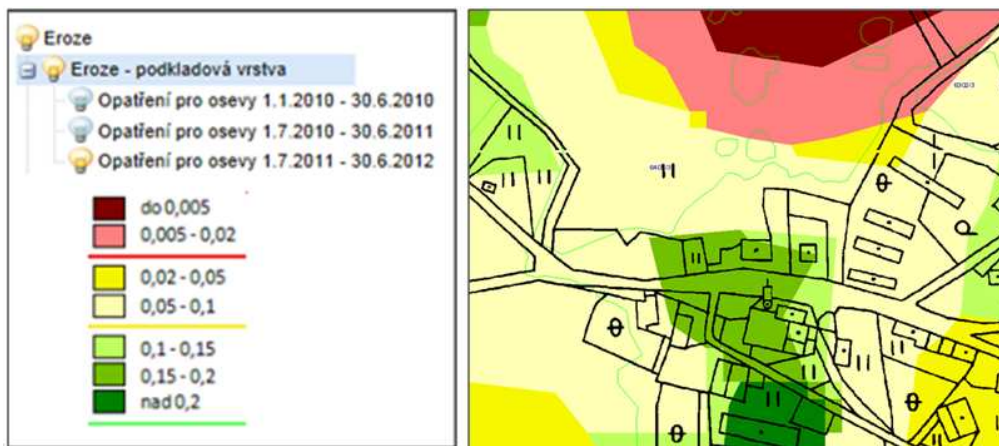 Eroze
Eroze - podkladová vrstva
Opatření pro osevy 1.1.2010 - 30.6.2010
Opatření pro osevy 1.7.2010 - 30.6.2011
Opatření pro osevy 1.7.2011 - 30.6.2012
do 0,005
0,005 - 0,02
0,02 - 0,05
0,05 - 0,1
0,1 - 0,15
0,15 - 0,2
nad 0,2